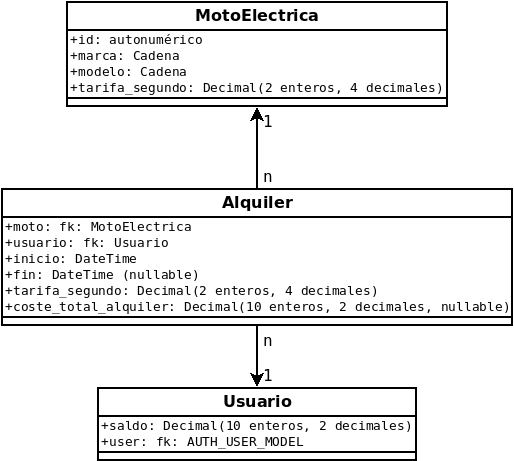 MotoElectrica
+id: autonumérico
+marca: Cadena
+modelo: Cadena
+tarifa_segundo: Decimal(2 enteros, 4 decimales)
1
n
Alquiler
+moto: fk: MotoElectrica
+usuario: fk: Usuario
+inicio: DateTime
+fin: DateTime (nullable)
+tarifa_segundo: Decimal(2 enteros, 4 decimales)
+coste_total_alquiler: Decimal(10 enteros, 2 decimales, nullable)
n
1
Usuario
+saldo: Decimal(10 enteros, 2 decimales)
+user: fk: AUTH_USER_MODEL